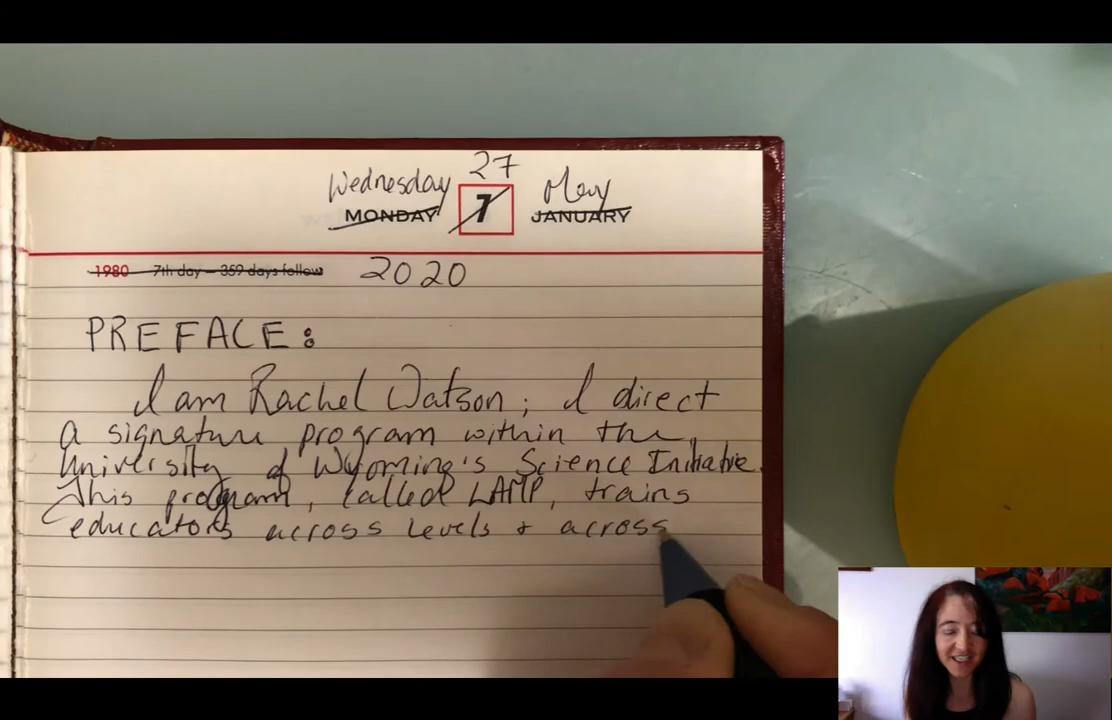 27
Wednesday May
MONDAY 7 JANUARY
1980 7th day - 359 days follow 2020
PREFACE:
I am Rachel Watson; I direct
a signature program within the
University of Wyoming's Science Initiative.
This program, called LAMP, trains
educators across levels + across